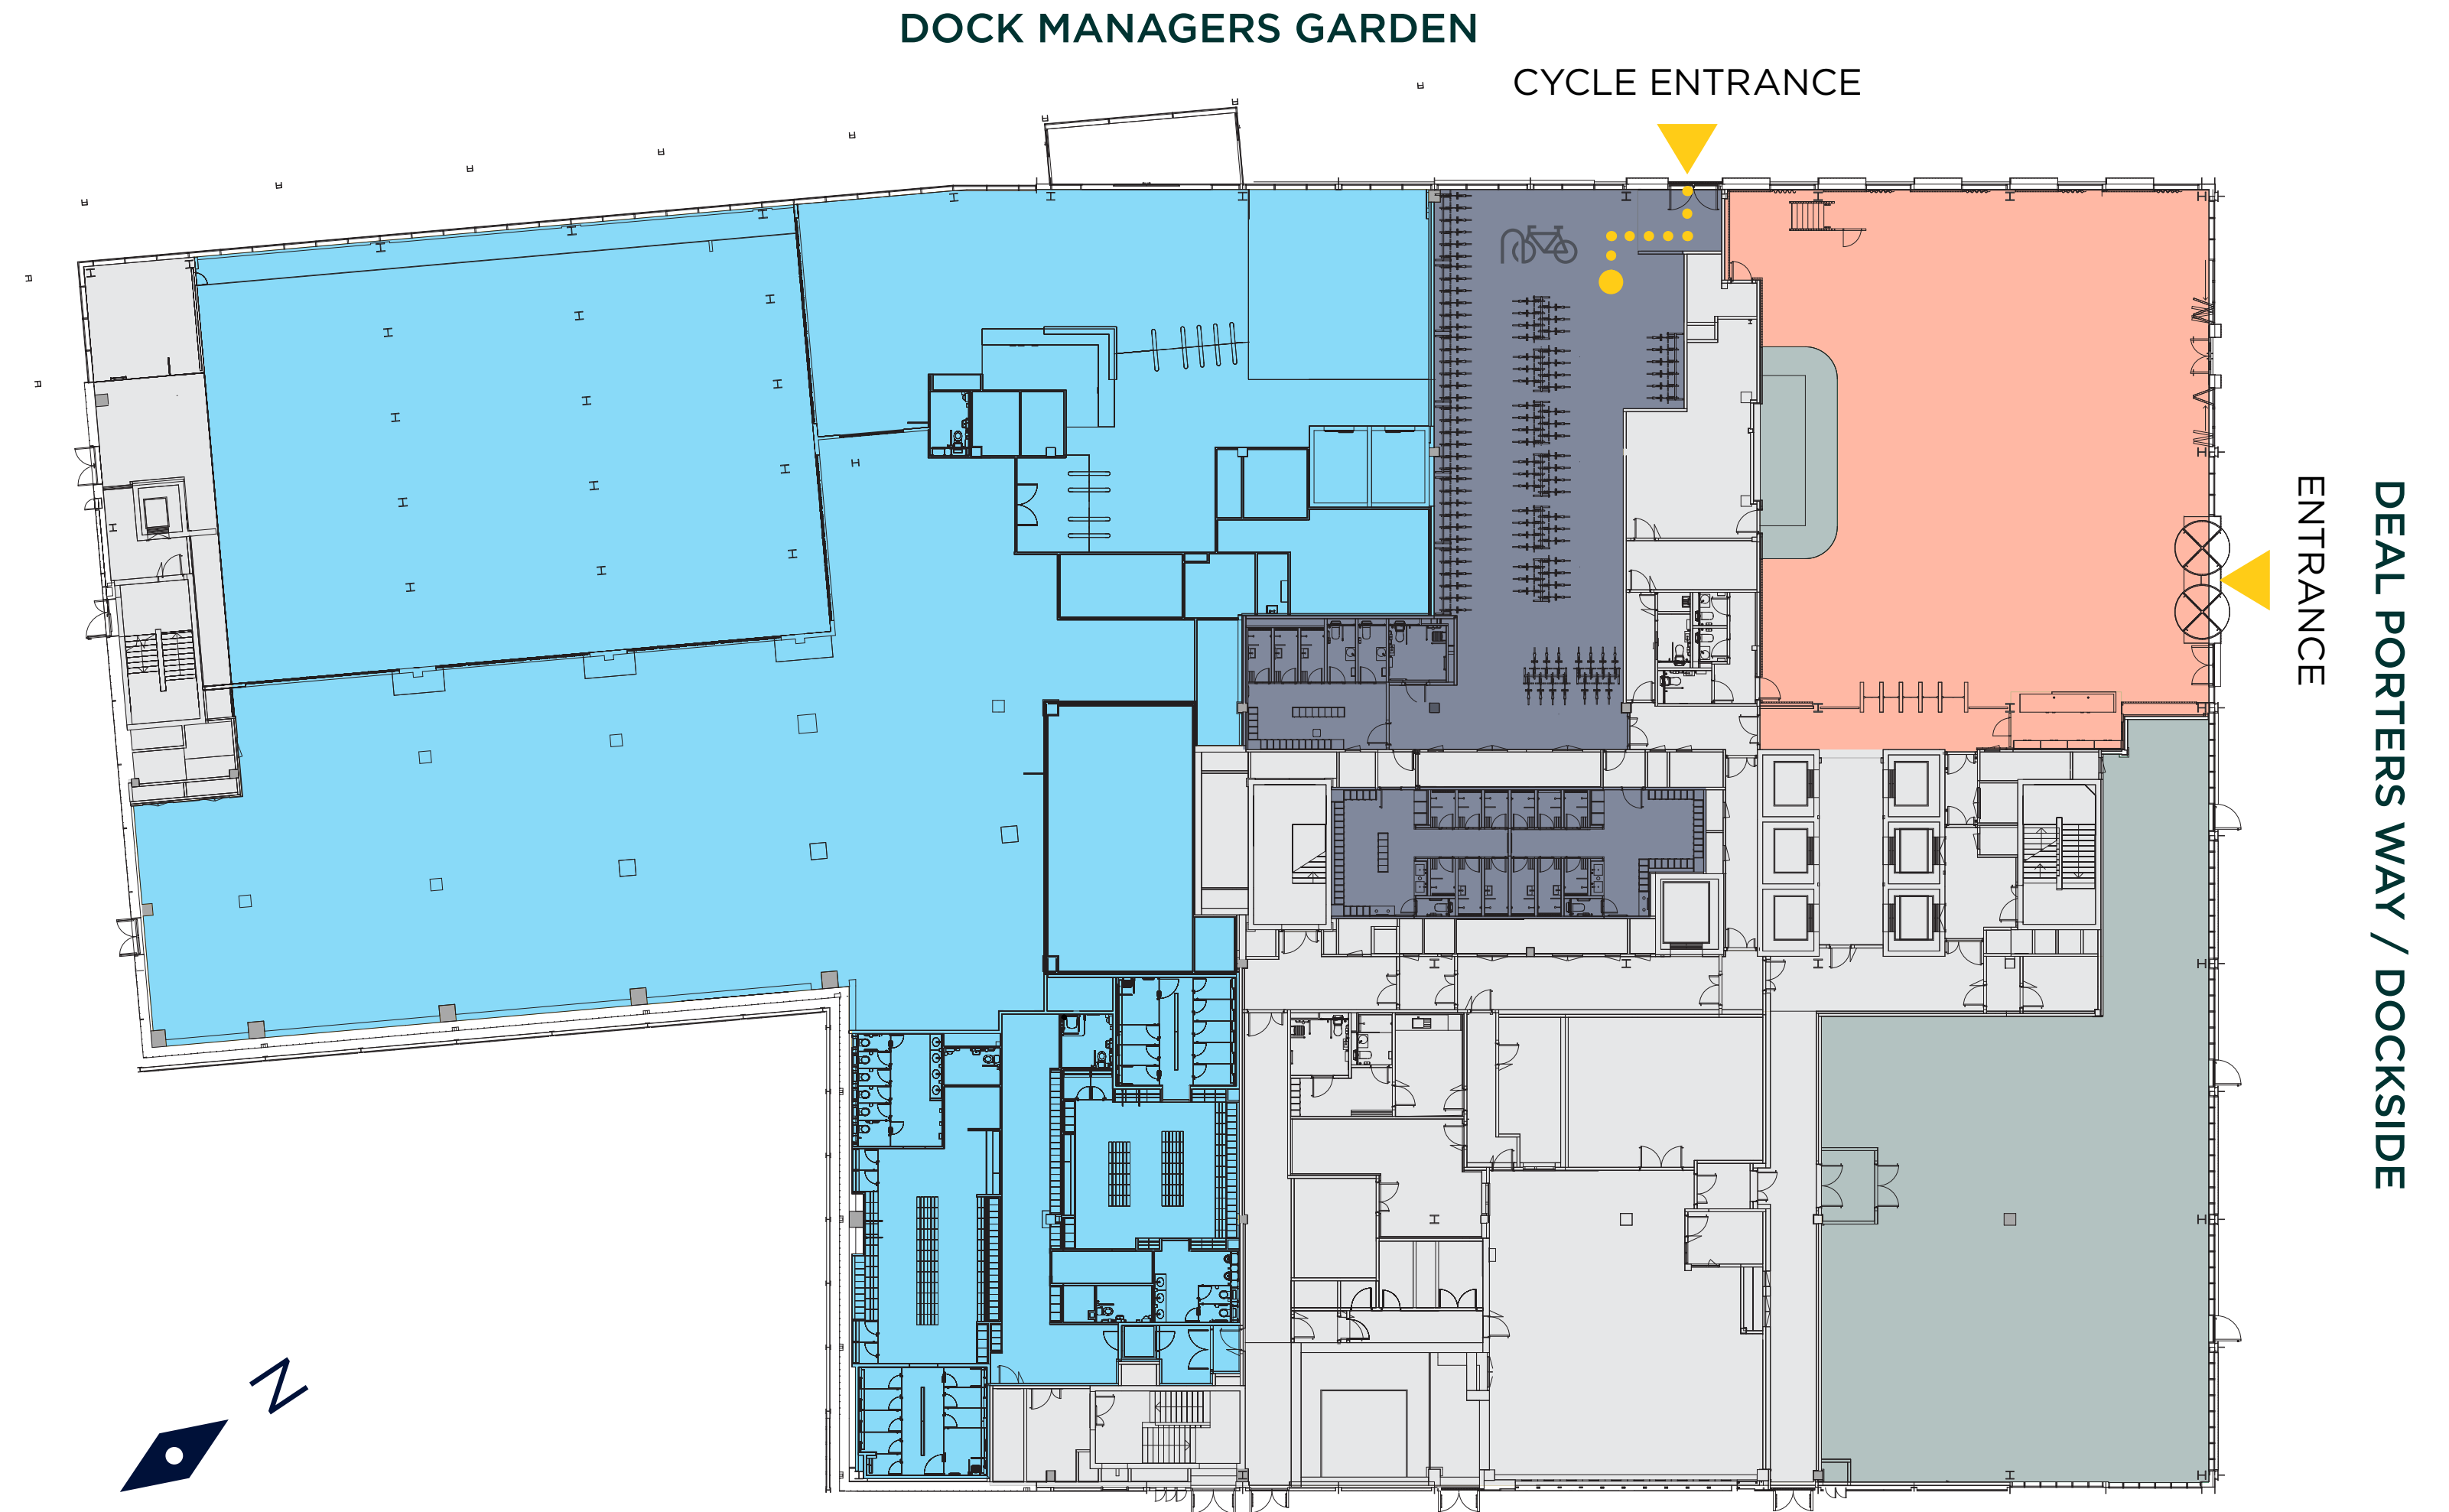 DOCK MANAGERS GARDEN
CYCLE ENTRANCE
ENTRANCE
DEAL PORTERS WAY / DOCKSIDE
N